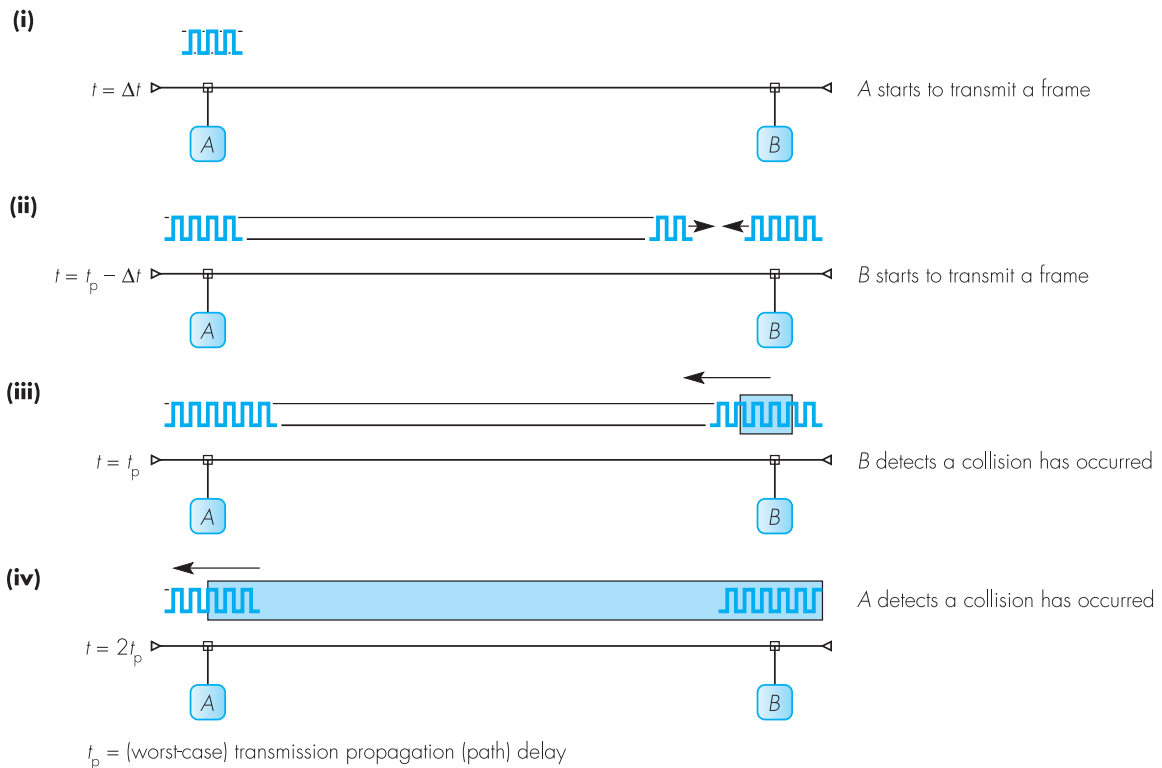 (i)
t = Δt
A starts to transmit a frame
A
B
(ii)
t = tp – Δt
B starts to transmit a frame
A
B
(iii)
t = tp
B detects a collision has occurred
A
B
(iv)
t = 2tp
A detects a collision has occurred
A
B
tp = (worst-case) transmission propagation (path) delay